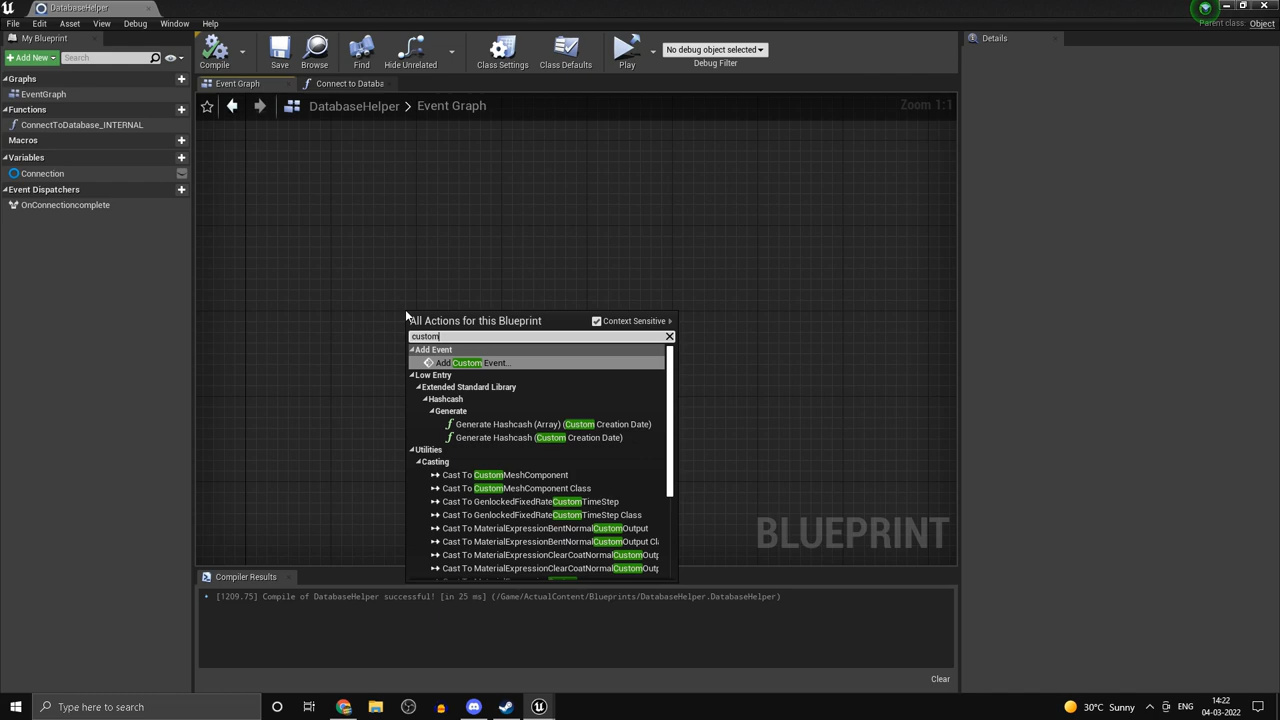 DatabaseHelper
File Edit Asset View Debug Window Help
Parent class: Object
My Blueprint
Details
+Add New
Search
Compile
Save
Browse
Find
Hide Unrelated
Class Settings
Class Defaults
Play
No debug object selected
Debug Filter
Graphs
EventGraph
Functions
ConnectToDatabase_INTERNAL
Macros
Variables
Connection
Event Dispatchers
OnConnectioncomplete
Event Graph
Connect to Databa
DatabaseHelper > Event Graph
Zoom 1:1
All Actions for this Blueprint
Context Sensitive
custom
Add Event
Add Custom Event...
Low Entry
Extended Standard Library
Hashcash
Generate
Generate Hashcash (Array) (Custom Creation Date)
Generate Hashcash (Custom Creation Date)
Utilities
Casting
Cast To CustomMeshComponent
Cast To CustomMeshComponent Class
Cast To GenlockedFixedRateCustomTimeStep
Cast To GenlockedFixedRateCustomTimeStep Class
Cast To MaterialExpressionBentNormalCustomOutput
Cast To MaterialExpressionBentNormalCustomOutput Cl
Cast To MaterialExpressionClearCoatNormalCustomOutp
Cast To MaterialExpressionClearCoatNormalCustomOutp
BLUEPRINT
Compiler Results
[1209.75] Compile of DatabaseHelper successful! [in 25 ms] (/Game/ActualContent/Blueprints/DatabaseHelper.DatabaseHelper)
Clear
Type here to search
30°C Sunny
ENG
14:22
04-03-2022